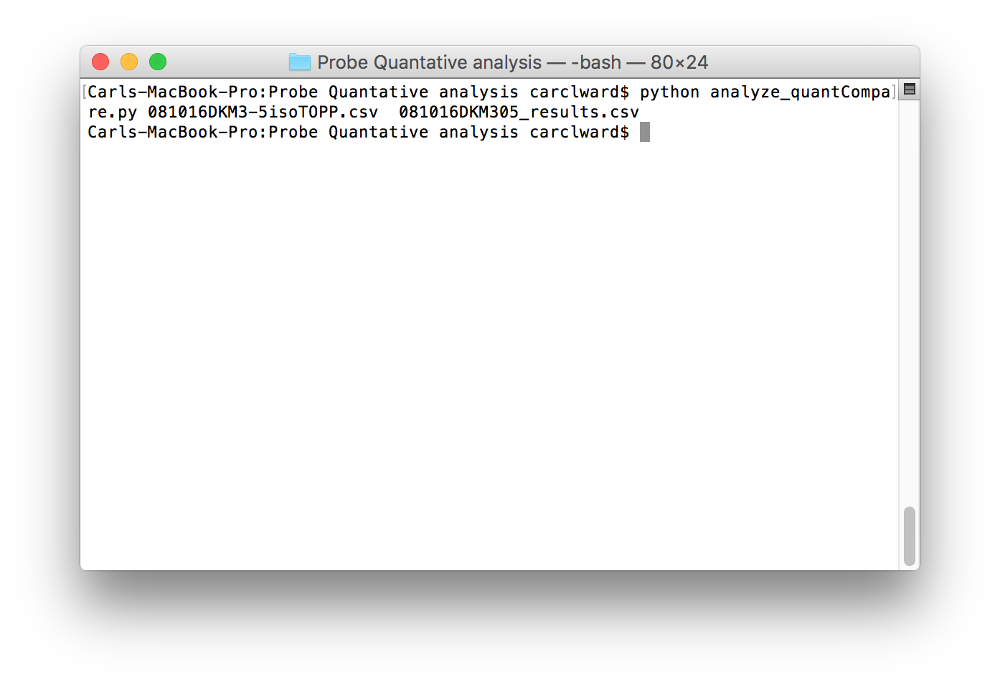 Probe Quantative analysis — -bash — 80×24
[Carls-MacBook-Pro:Probe Quantative analysis carclward$ python analyze_quantCompa]
re.py 081016DKM3-5isoTOPP.csv  081016DKM305_results.csv
Carls-MacBook-Pro:Probe Quantative analysis carclward$